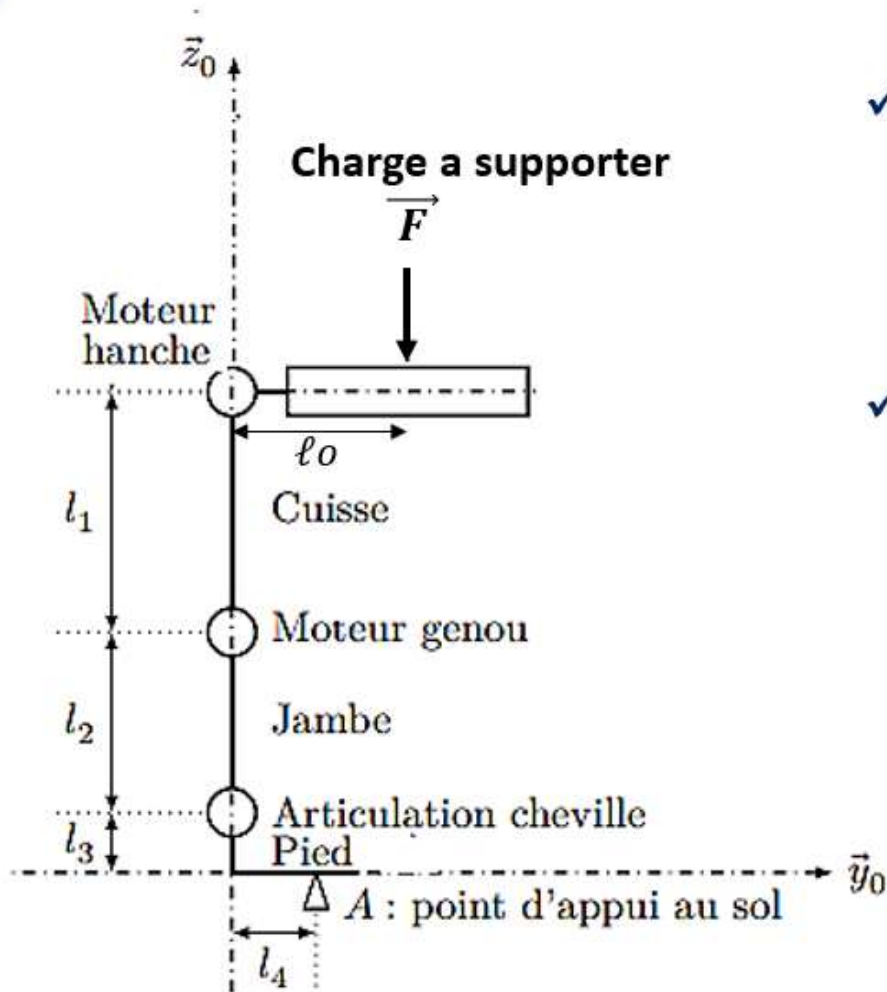 z⃗₀
✓
Charge a supporter
F⃗
Moteur
hanche
✓
ℓo
l₁
Cuisse
Moteur genou
l₂
Jambe
Articulation cheville
l₃
Pied
y⃗₀
A : point d'appui au sol
l₄